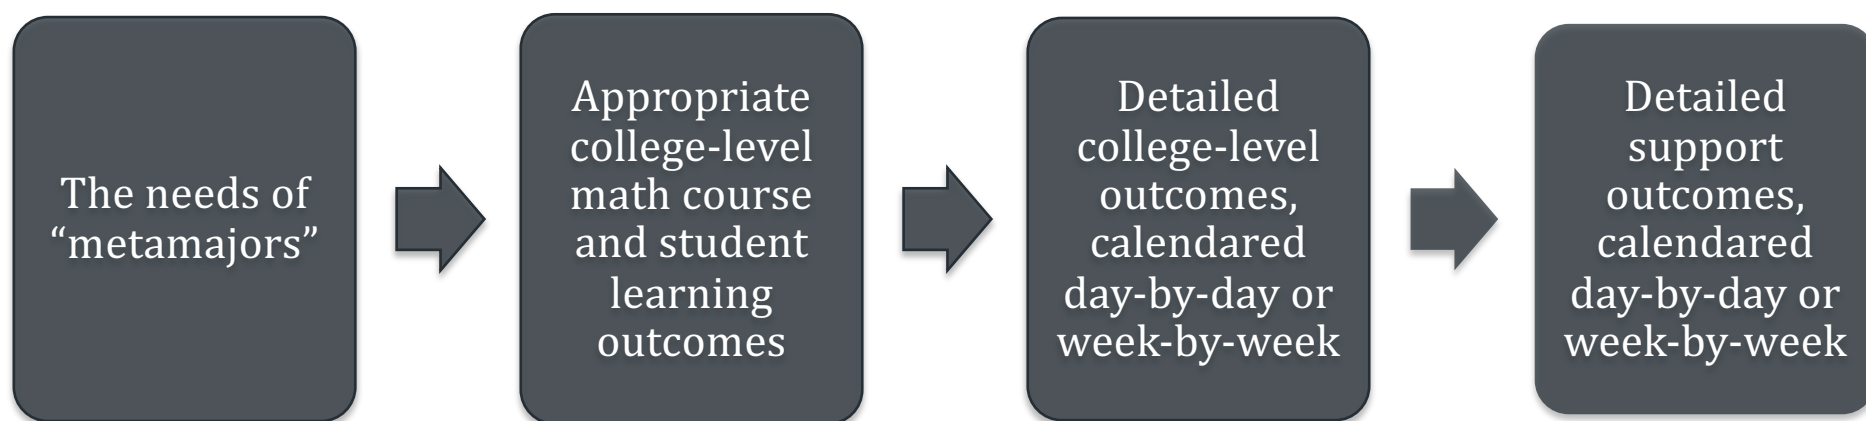 The needs of
“metamajors”
Appropriate
college-level
math course
and student
learning
outcomes
Detailed
college-level
outcomes,
calendared
day-by-day or
week-by-week
Detailed
support
outcomes,
calendared
day-by-day or
week-by-week